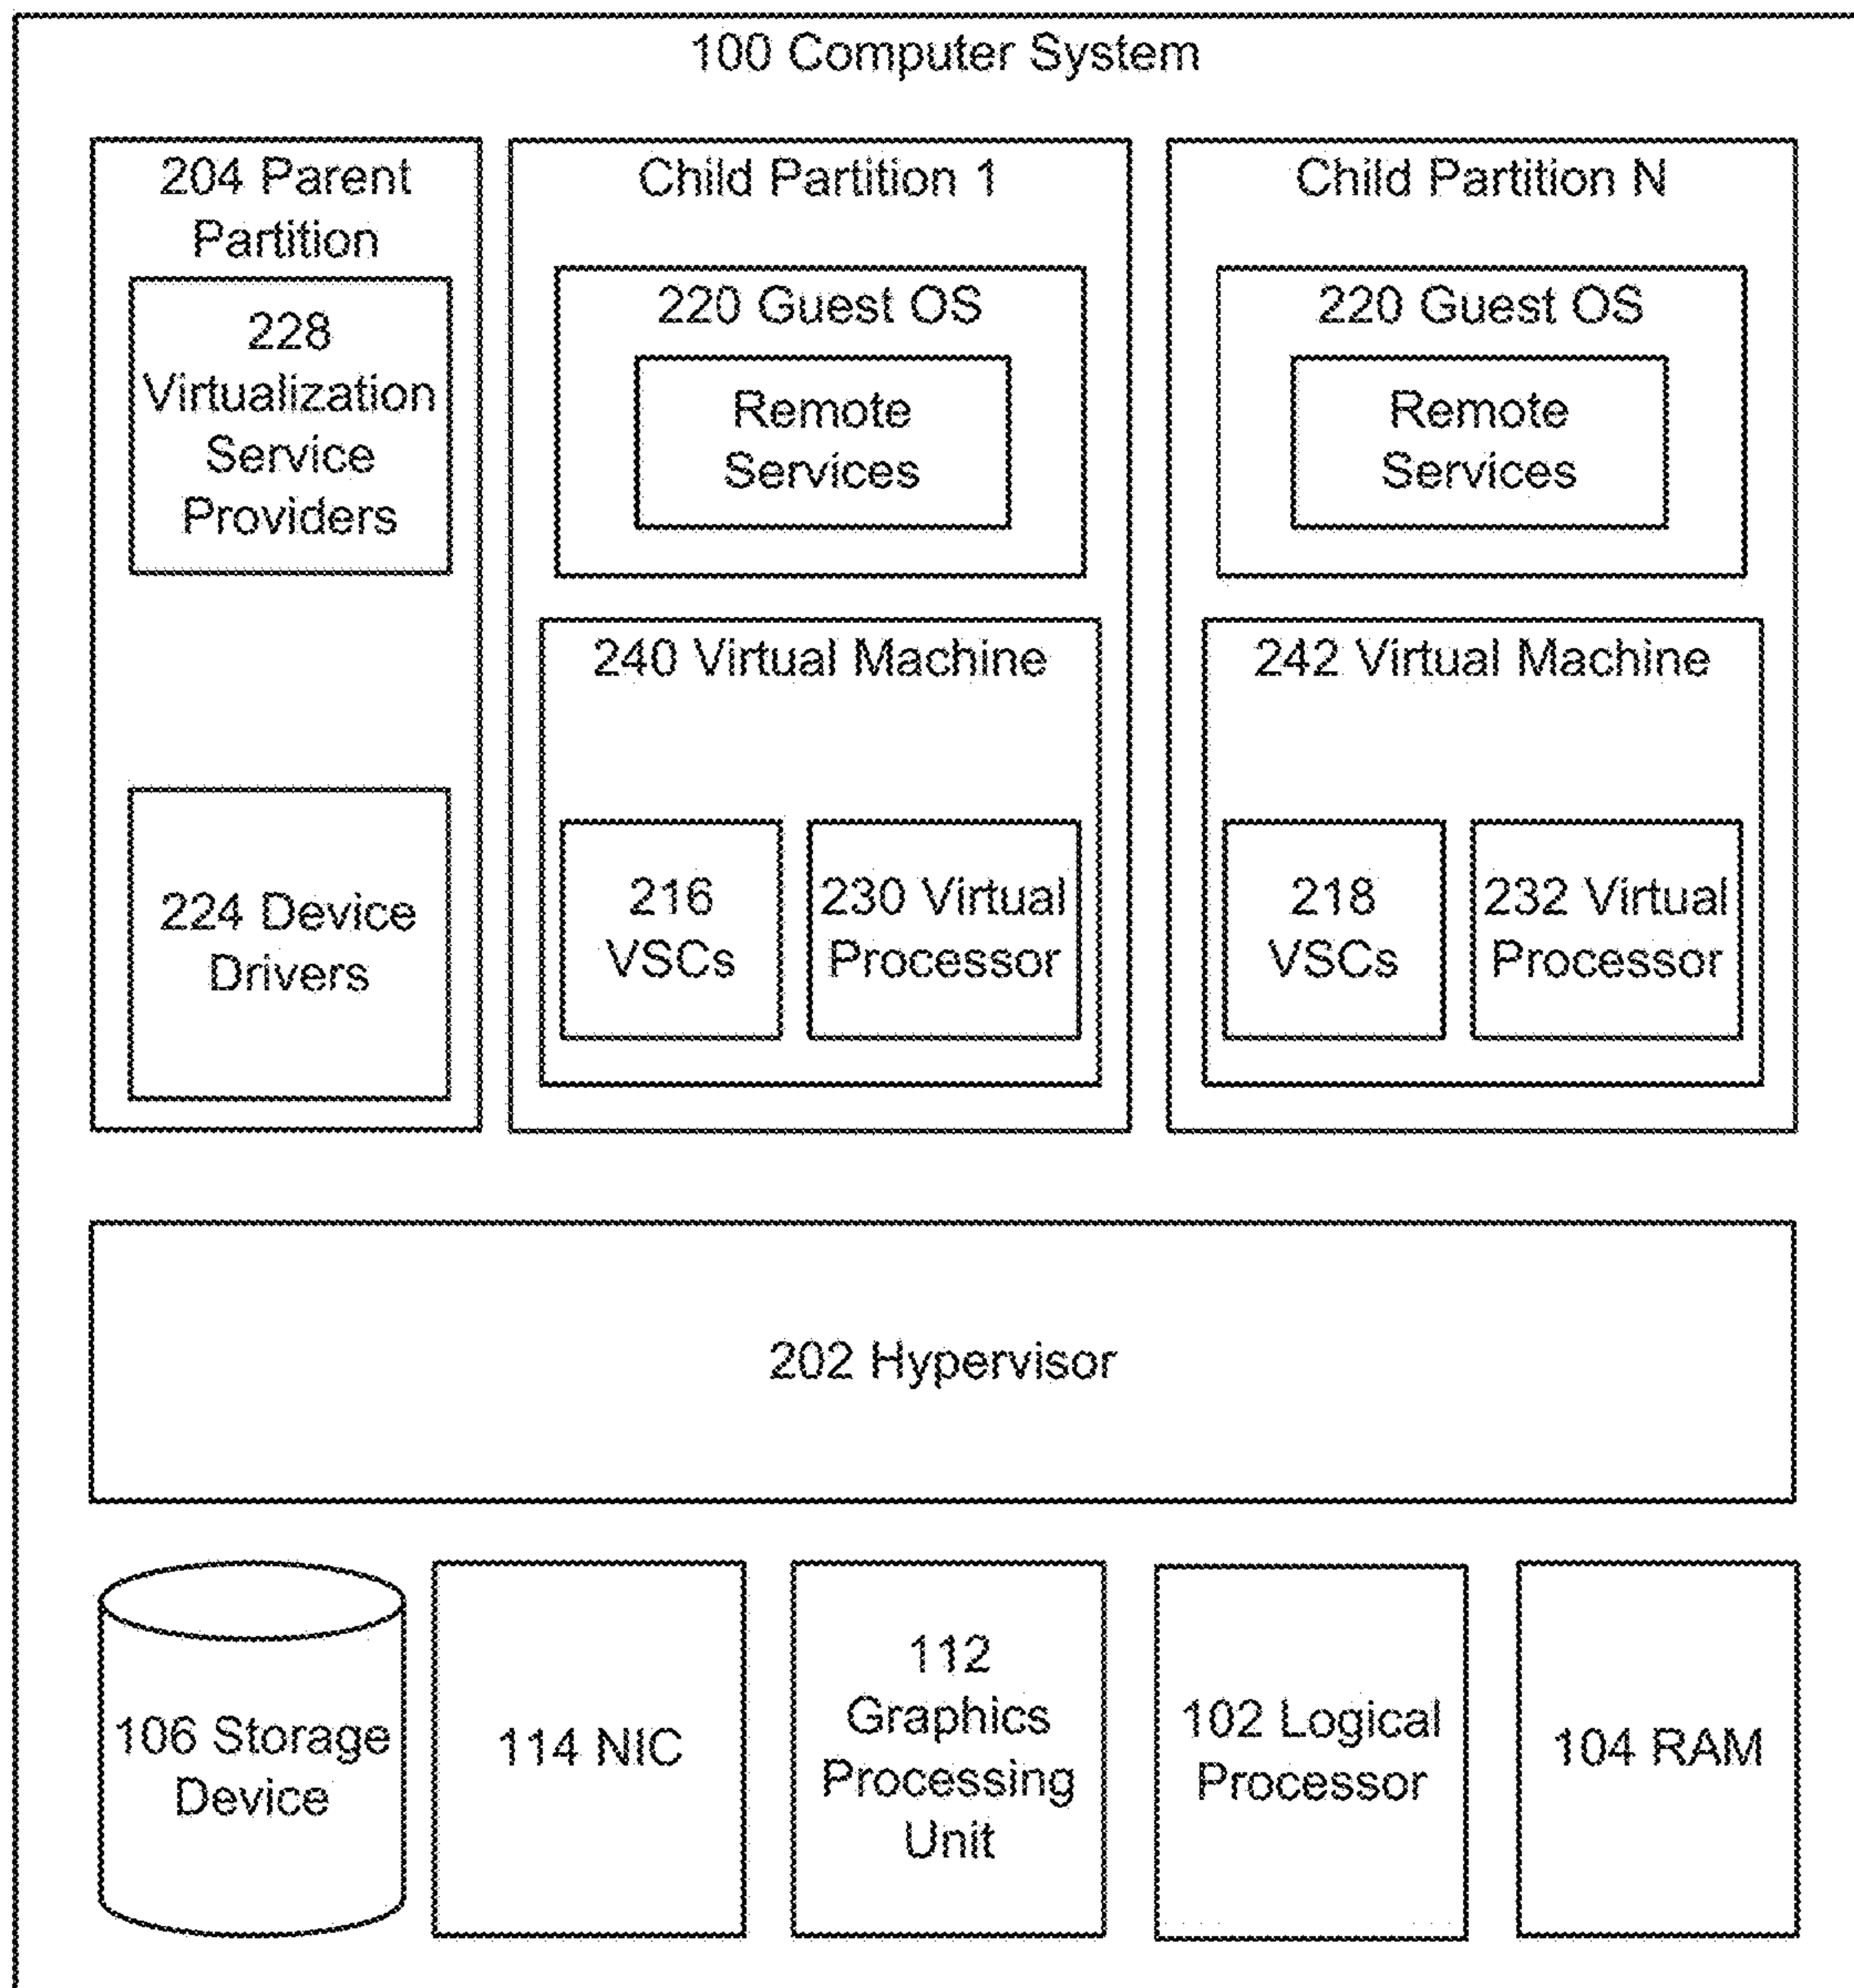 100 Computer System
204 Parent
Partition
228
Virtualization
Service
Providers
224 Device
Drivers
Child Partition 1
220 Guest OS
Remote
Services
240 Virtual Machine
216
VSCs
230 Virtual
Processor
Child Partition N
220 Guest OS
Remote
Services
242 Virtual Machine
218
VSCs
232 Virtual
Processor
202 Hypervisor
106 Storage
Device
114 NIC
112
Graphics
Processing
Unit
102 Logical
Processor
104 RAM